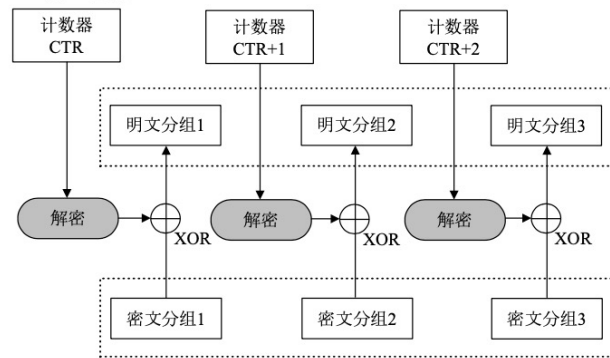 计数器
CTR
计数器
CTR+1
计数器
CTR+2
明文分组1
明文分组2
明文分组3
解密
XOR
解密
XOR
解密
XOR
密文分组1
密文分组2
密文分组3